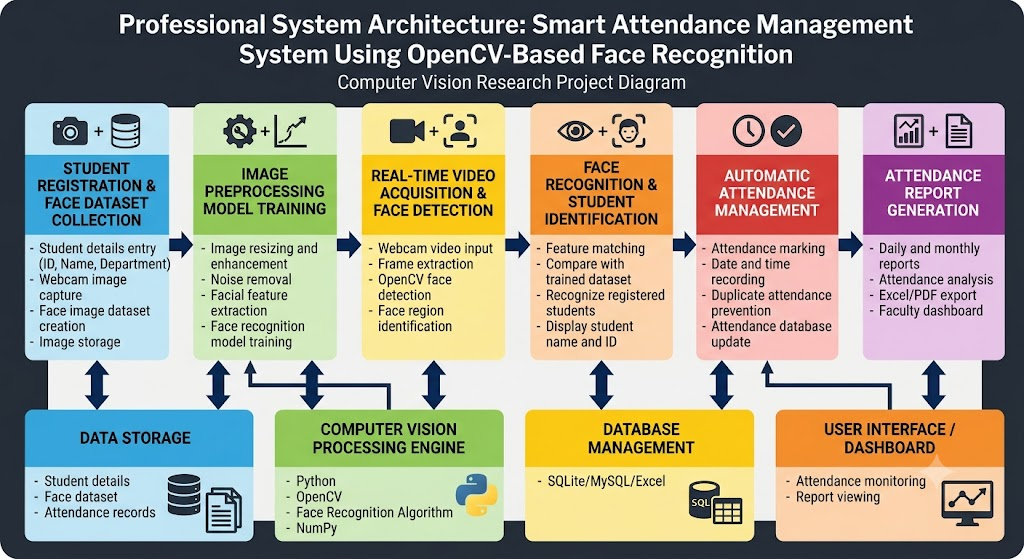 Professional System Architecture: Smart Attendance Management
System Using OpenCV-Based Face Recognition
Computer Vision Research Project Diagram
STUDENT
REGISTRATION &
FACE DATASET
COLLECTION
- Student details entry
(ID, Name, Department)
- Webcam image
capture
- Face image dataset
creation
- Image storage
IMAGE
PREPROCESSING
MODEL TRAINING
- Image resizing and
enhancement
- Noise removal
- Facial feature
extraction
- Face recognition
model training
REAL-TIME VIDEO
ACQUISITION &
FACE DETECTION
- Webcam video input
- Frame extraction
- OpenCV face
detection
- Face region
identification
FACE
RECOGNITION &
STUDENT
IDENTIFICATION
- Feature matching
- Compare with
trained dataset
- Recognize registered
students
- Display student
name and ID
AUTOMATIC
ATTENDANCE
MANAGEMENT
- Attendance marking
- Date and time
recording
- Duplicate attendance
prevention
- Attendance database
update
ATTENDANCE
REPORT
GENERATION
- Daily and monthly
reports
- Attendance analysis
- Excel/PDF export
- Faculty dashboard
DATA STORAGE
- Student details
- Face dataset
- Attendance records
COMPUTER VISION
PROCESSING ENGINE
- Python
- OpenCV
- Face Recognition Algorithm
- NumPy
DATABASE
MANAGEMENT
- SQLite/MySQL/Excel
SQL
USER INTERFACE /
DASHBOARD
- Attendance monitoring
- Report viewing